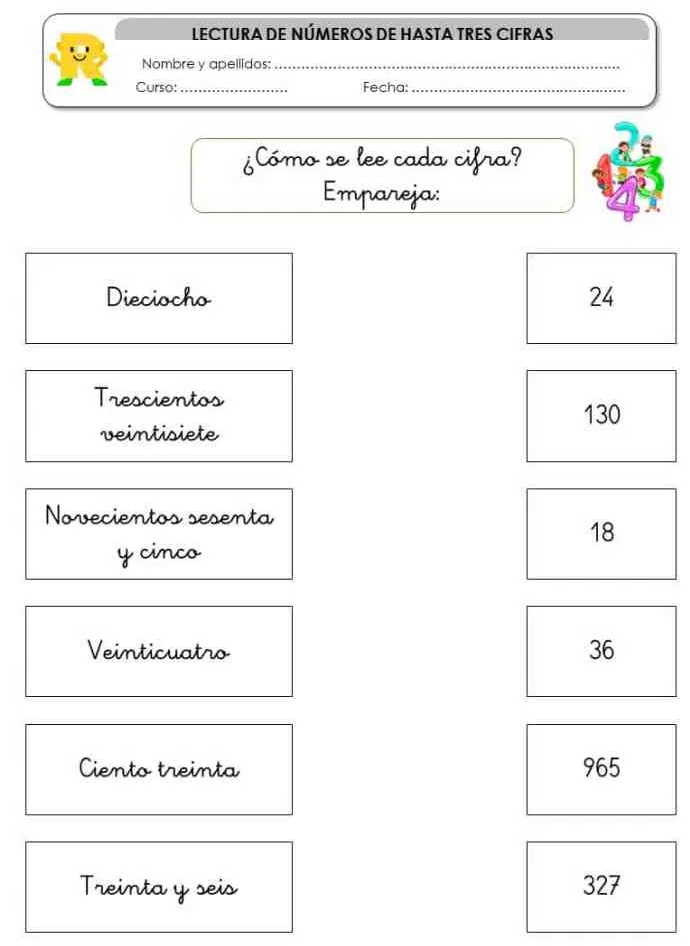 LECTURA DE NÚMEROS DE HASTA TRES CIFRAS
Nombre y apellidos: ................................................................................
Curso: ........................ Fecha: ................................................
¿Cómo se lee cada cifra?
Empareja:
Dieciocho
24
Trescientos
veintisiete
130
Novecientos sesenta
y cinco
18
Veinticuatro
36
Ciento treinta
965
Treinta y seis
327